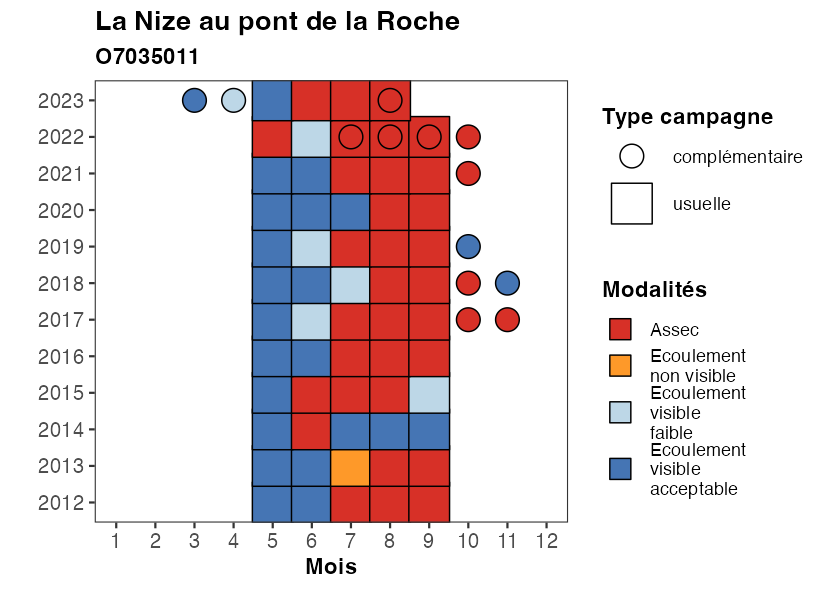 La Nize au pont de la Roche
O7035011
2023
2022
2021
2020
2019
2018
2017
2016
2015
2014
2013
2012
1 2 3 4 5 6 7 8 9 10 11 12
Mois
Type campagne
complémentaire
usuelle
Modalités
Assec
Ecoulement
non visible
Ecoulement
visible
faible
Ecoulement
visible
acceptable